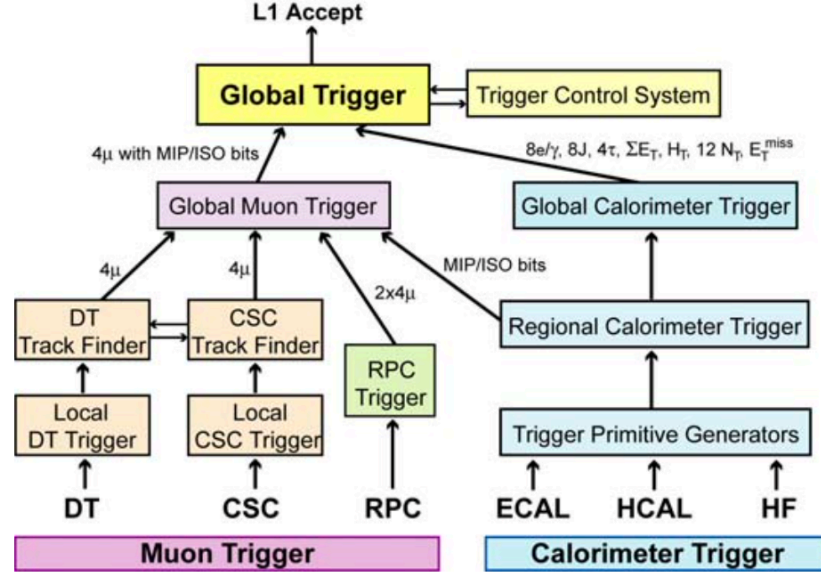 L1 Accept
Global Trigger
Trigger Control System
4μ with MIP/ISO bits
8e/γ, 8J, 4τ, ΣE_T, H_T, 12 N_T, E_T^miss
Global Muon Trigger
Global Calorimeter Trigger
4μ
4μ
2x4μ
MIP/ISO bits
DT
Track Finder
CSC
Track Finder
RPC
Trigger
Regional Calorimeter Trigger
Local
DT Trigger
Local
CSC Trigger
Trigger Primitive Generators
DT
CSC
RPC
ECAL
HCAL
HF
Muon Trigger
Calorimeter Trigger